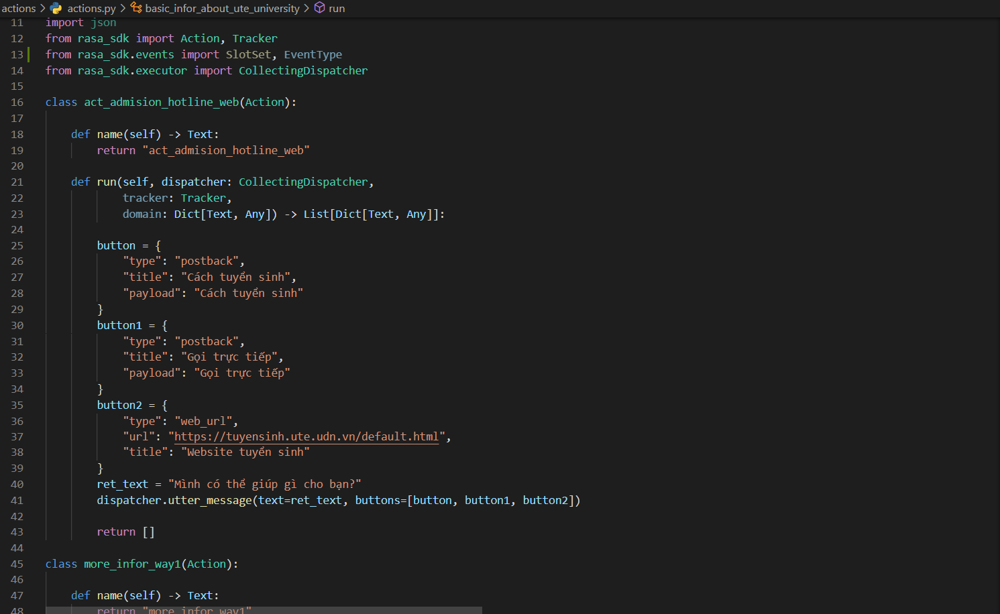 actions > actions.py > basic_infor_about_ute_university > run
11 import json
12 from rasa_sdk import Action, Tracker
13 from rasa_sdk.events import SlotSet, EventType
14 from rasa_sdk.executor import CollectingDispatcher
15
16 class act_admision_hotline_web(Action):
17
18 def name(self) -> Text:
19 return "act_admision_hotline_web"
20
21 def run(self, dispatcher: CollectingDispatcher,
22 tracker: Tracker,
23 domain: Dict[Text, Any]) -> List[Dict[Text, Any]]:
24
25 button = {
26 "type": "postback",
27 "title": "Cách tuyển sinh",
28 "payload": "Cách tuyển sinh"
29 }
30 button1 = {
31 "type": "postback",
32 "title": "Gọi trực tiếp",
33 "payload": "Gọi trực tiếp"
34 }
35 button2 = {
36 "type": "web_url",
37 "url": "https://tuyensinh.ute.udn.vn/default.html",
38 "title": "Website tuyển sinh"
39 }
40 ret_text = "Mình có thể giúp gì cho bạn?"
41 dispatcher.utter_message(text=ret_text, buttons=[button, button1, button2])
42
43 return []
44
45 class more_infor_way1(Action):
46
47 def name(self) -> Text:
48 return "more_infor_way1"